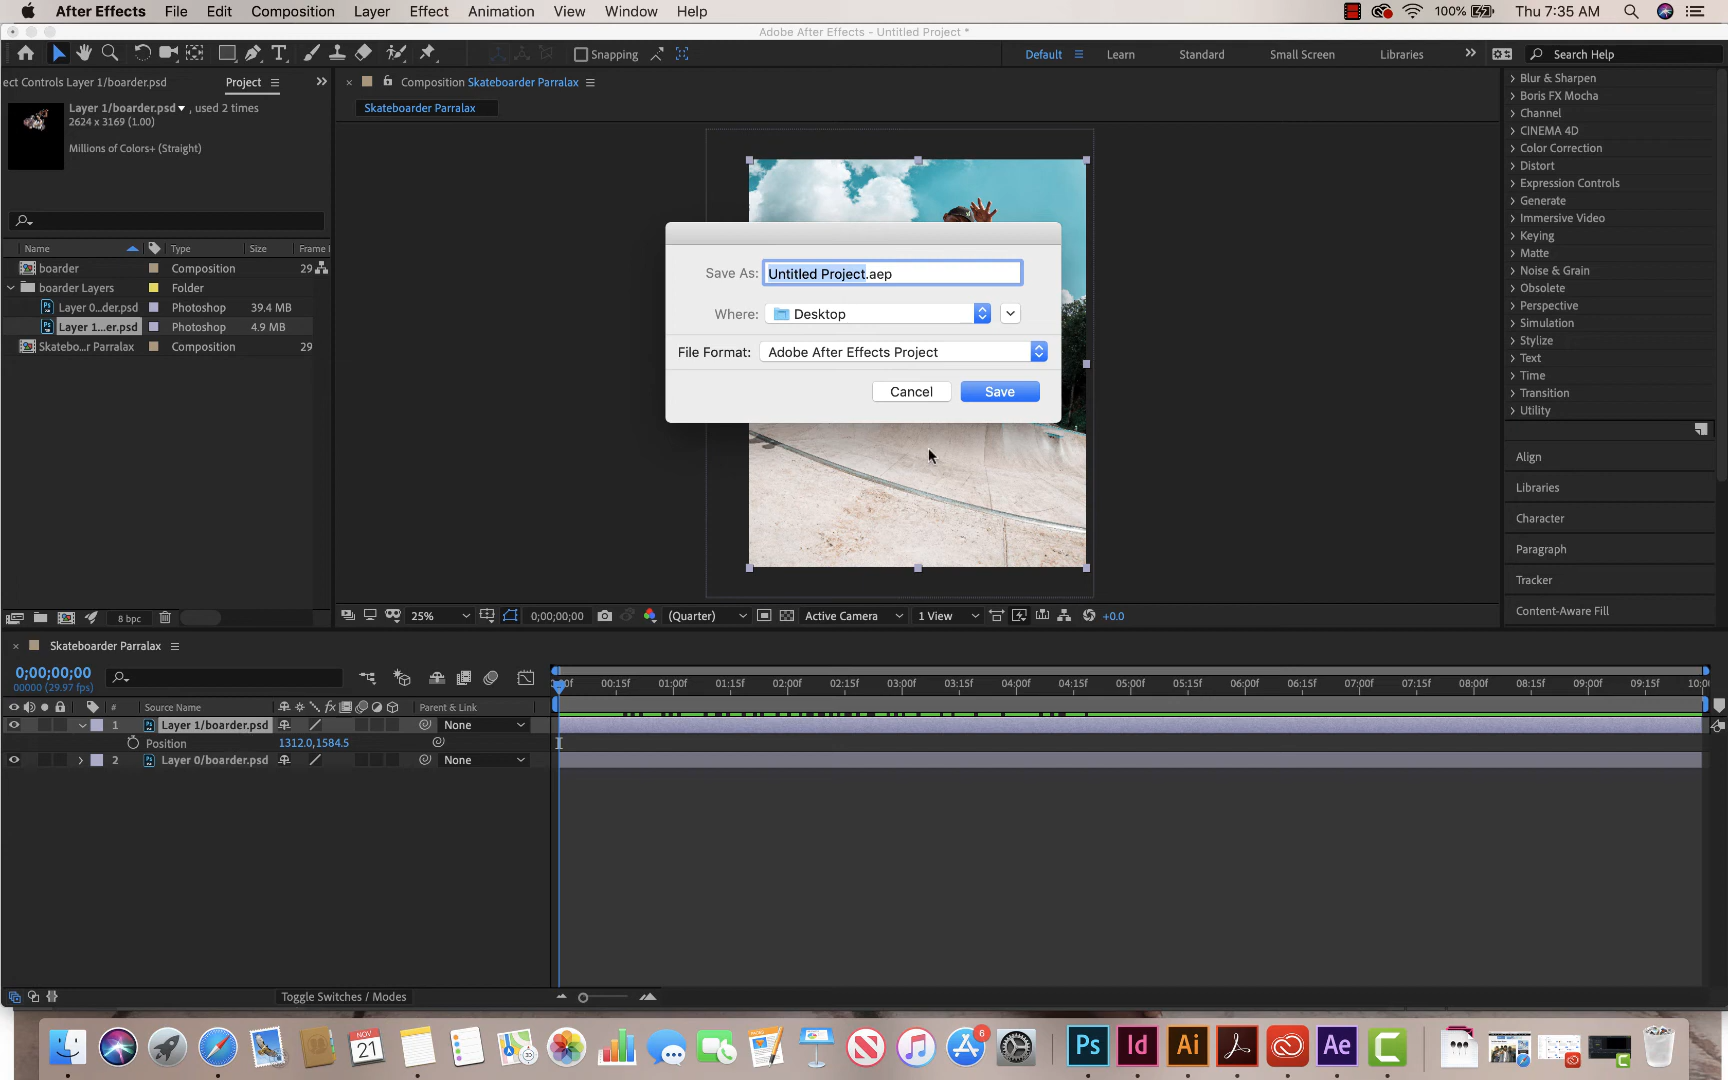 After Effects File Edit Composition Layer Effect Animation View Window Help 100% Thu 7:35 AM
Adobe After Effects - Untitled Project *
Snapping Default Learn Standard Small Screen Libraries Search Help
ect Controls Layer 1/boarder.psd Project Composition Skateboarder Parralax
Skateboarder Parralax
Layer 1/boarder.psd , used 2 times
2624 x 3169 (1.00)
Millions of Colors+ (Straight)
Name Type Size Frame
boarder Composition 29
boarder Layers Folder
Layer 0...der.psd Photoshop 39.4 MB
Layer 1...er.psd Photoshop 4.9 MB
Skatebo...r Parralax Composition 29
8 bpc
Save As: Untitled Project.aep
Where: Desktop
File Format: Adobe After Effects Project
Cancel Save
25% 0;00;00;00 (Quarter) Active Camera 1 View +0.0
Blur & Sharpen
Boris FX Mocha
Channel
CINEMA 4D
Color Correction
Distort
Expression Controls
Generate
Immersive Video
Keying
Matte
Noise & Grain
Obsolete
Perspective
Simulation
Stylize
Text
Time
Transition
Utility
Align
Libraries
Character
Paragraph
Tracker
Content-Aware Fill
Skateboarder Parralax
0;00;00;00
00000 (29.97 fps)
00f 00:15f 01:00f 01:15f 02:00f 02:15f 03:00f 03:15f 04:00f 04:15f 05:00f 05:15f 06:00f 06:15f 07:00f 07:15f 08:00f 08:15f 09:00f 09:15f 10:0
# Source Name fx Parent & Link
1 Layer 1/boarder.psd None
Position 1312.0,1584.5
2 Layer 0/boarder.psd None
Toggle Switches / Modes
NOV
21
6
Ps Id Ai Ae C